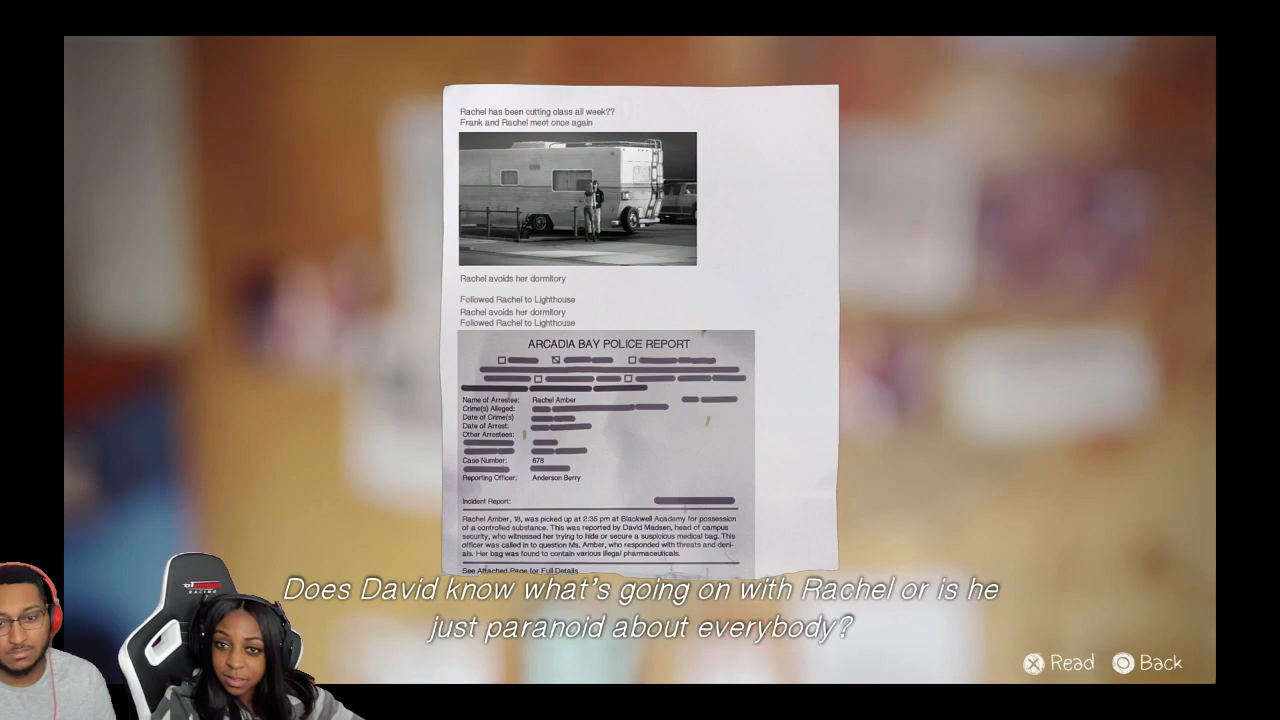 Rachel has been cutting class all week??
Frank and Rachel meet once again
Rachel avoids her dormitory
Followed Rachel to Lighthouse
Rachel avoids her dormitory
Followed Rachel to Lighthouse
ARCADIA BAY POLICE REPORT
Name of Arrestee: Rachel Amber
Crime(s) Alleged:
Date of Crime(s)
Date of Arrest:
Other Arrestees:
Case Number: 678
Reporting Officer: Anderson Berry
Incident Report:
Rachel Amber, 18, was picked up at 2:35 pm at Blackwell Academy for possession
of a controlled substance. This was reported by David Madsen, head of campus
security, who witnessed her trying to hide or secure a suspicious medical bag. This
officer was called in to question Ms. Amber, who responded with threats and deni-
als. Her bag was found to contain various illegal pharmaceuticals.
See Attached Page for Full Details
Does David know what's going on with Rachel or is he
just paranoid about everybody?
Read Back